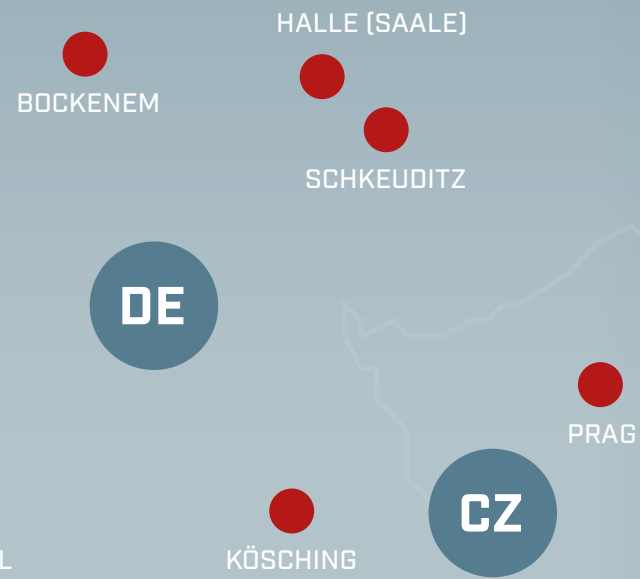 HALLE (SAALE)
BOCKENEM
SCHKEUDITZ
DE
PRAG
CZ
L
KÖSCHING